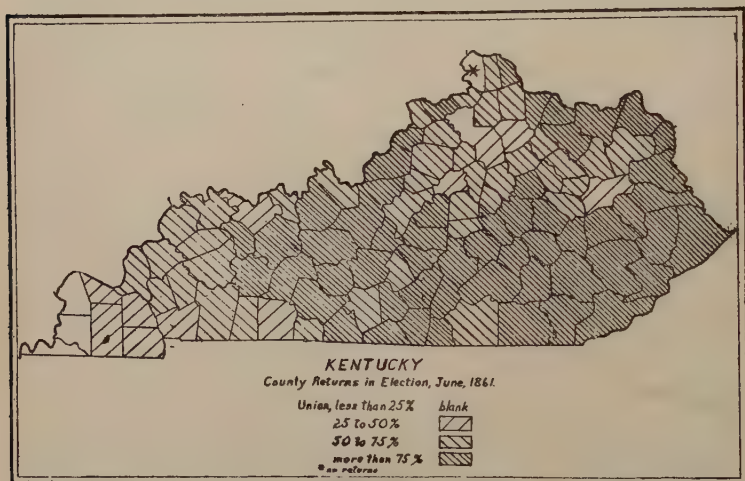 KENTUCKY
County Returns in Election, June, 1861.
Union, less than 25% blank
25 to 50%
50 to 75%
more than 75%
* no returns